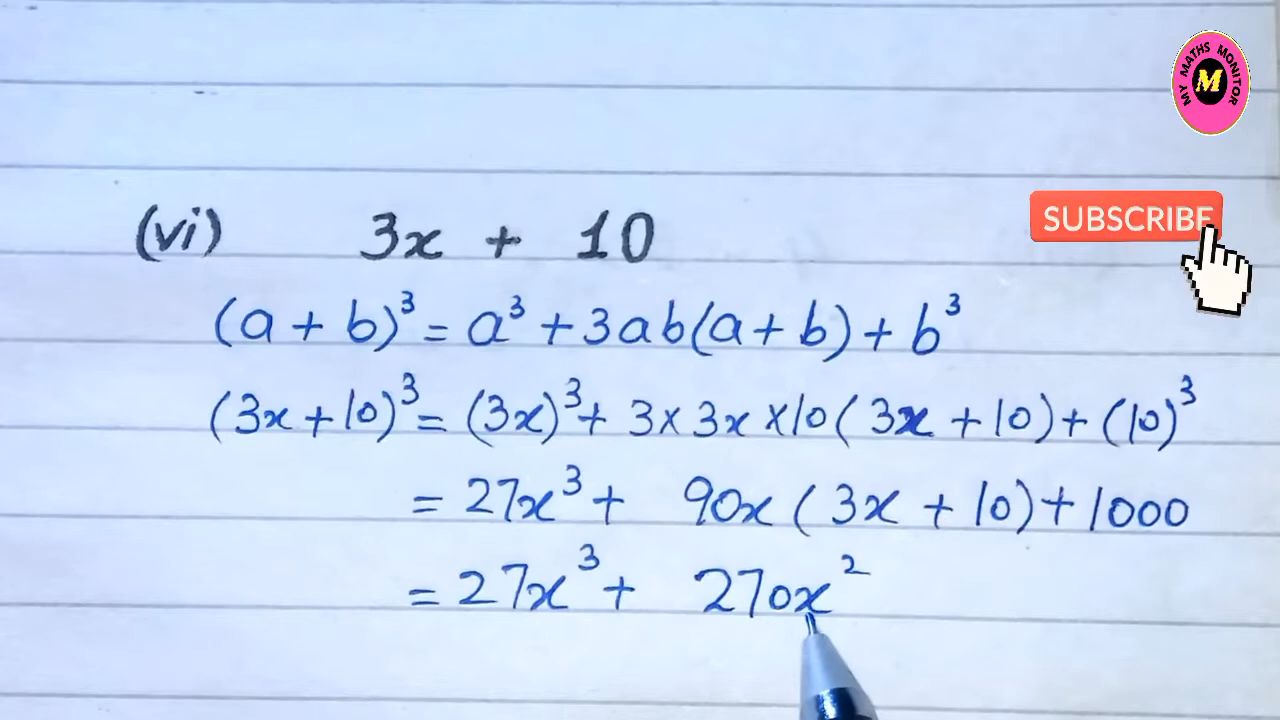 MY MATHS MONITOR
M
SUBSCRIBE
(vi) 3x + 10
(a + b)³ = a³ + 3ab(a + b) + b³
(3x + 10)³ = (3x)³ + 3 × 3x × 10 (3x + 10) + (10)³
= 27x³ + 90x (3x + 10) + 1000
= 27x³ + 270x²